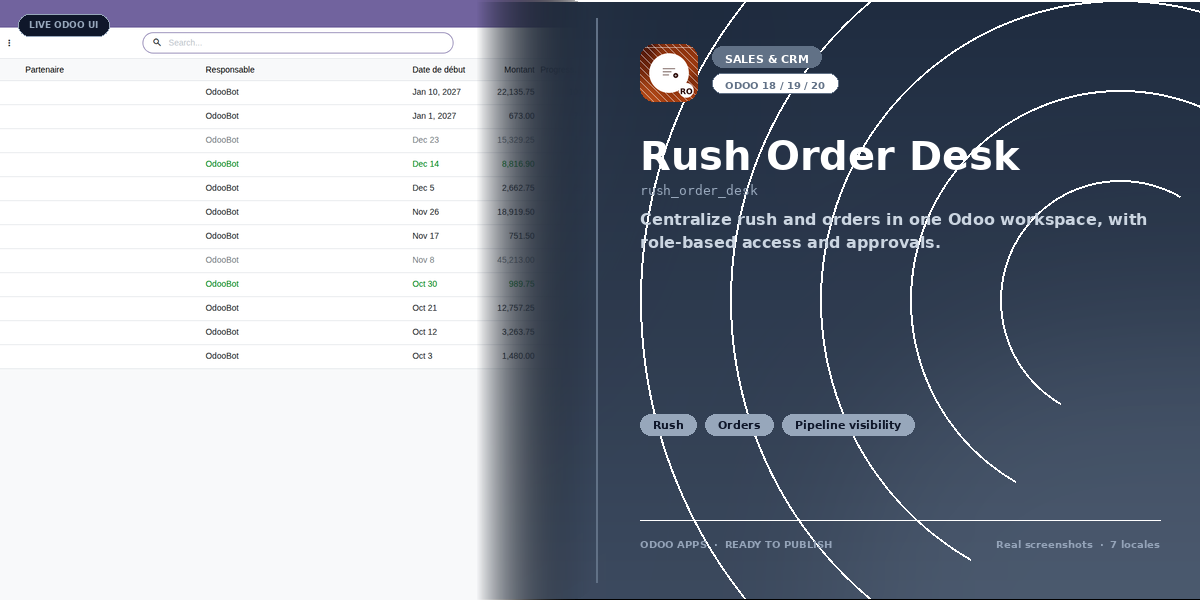 LIVE ODOO UI
Search...
Partenaire Responsable Date de début Montant
OdooBot Jan 10, 2027 22,135.75
OdooBot Jan 1, 2027 673.00
OdooBot Dec 23 15,329.25
OdooBot Dec 14 8,816.90
OdooBot Dec 5 2,662.75
OdooBot Nov 26 18,919.50
OdooBot Nov 17 751.50
OdooBot Nov 8 45,213.00
OdooBot Oct 30 989.75
OdooBot Oct 21 12,757.25
OdooBot Oct 12 3,263.75
OdooBot Oct 3 1,480.00
RO
SALES & CRM
ODOO 18 / 19 / 20
Rush Order Desk
rush_order_desk
Centralize rush and orders in one Odoo workspace, with
role-based access and approvals.
Rush Orders Pipeline visibility
ODOO APPS · READY TO PUBLISH
Real screenshots · 7 locales